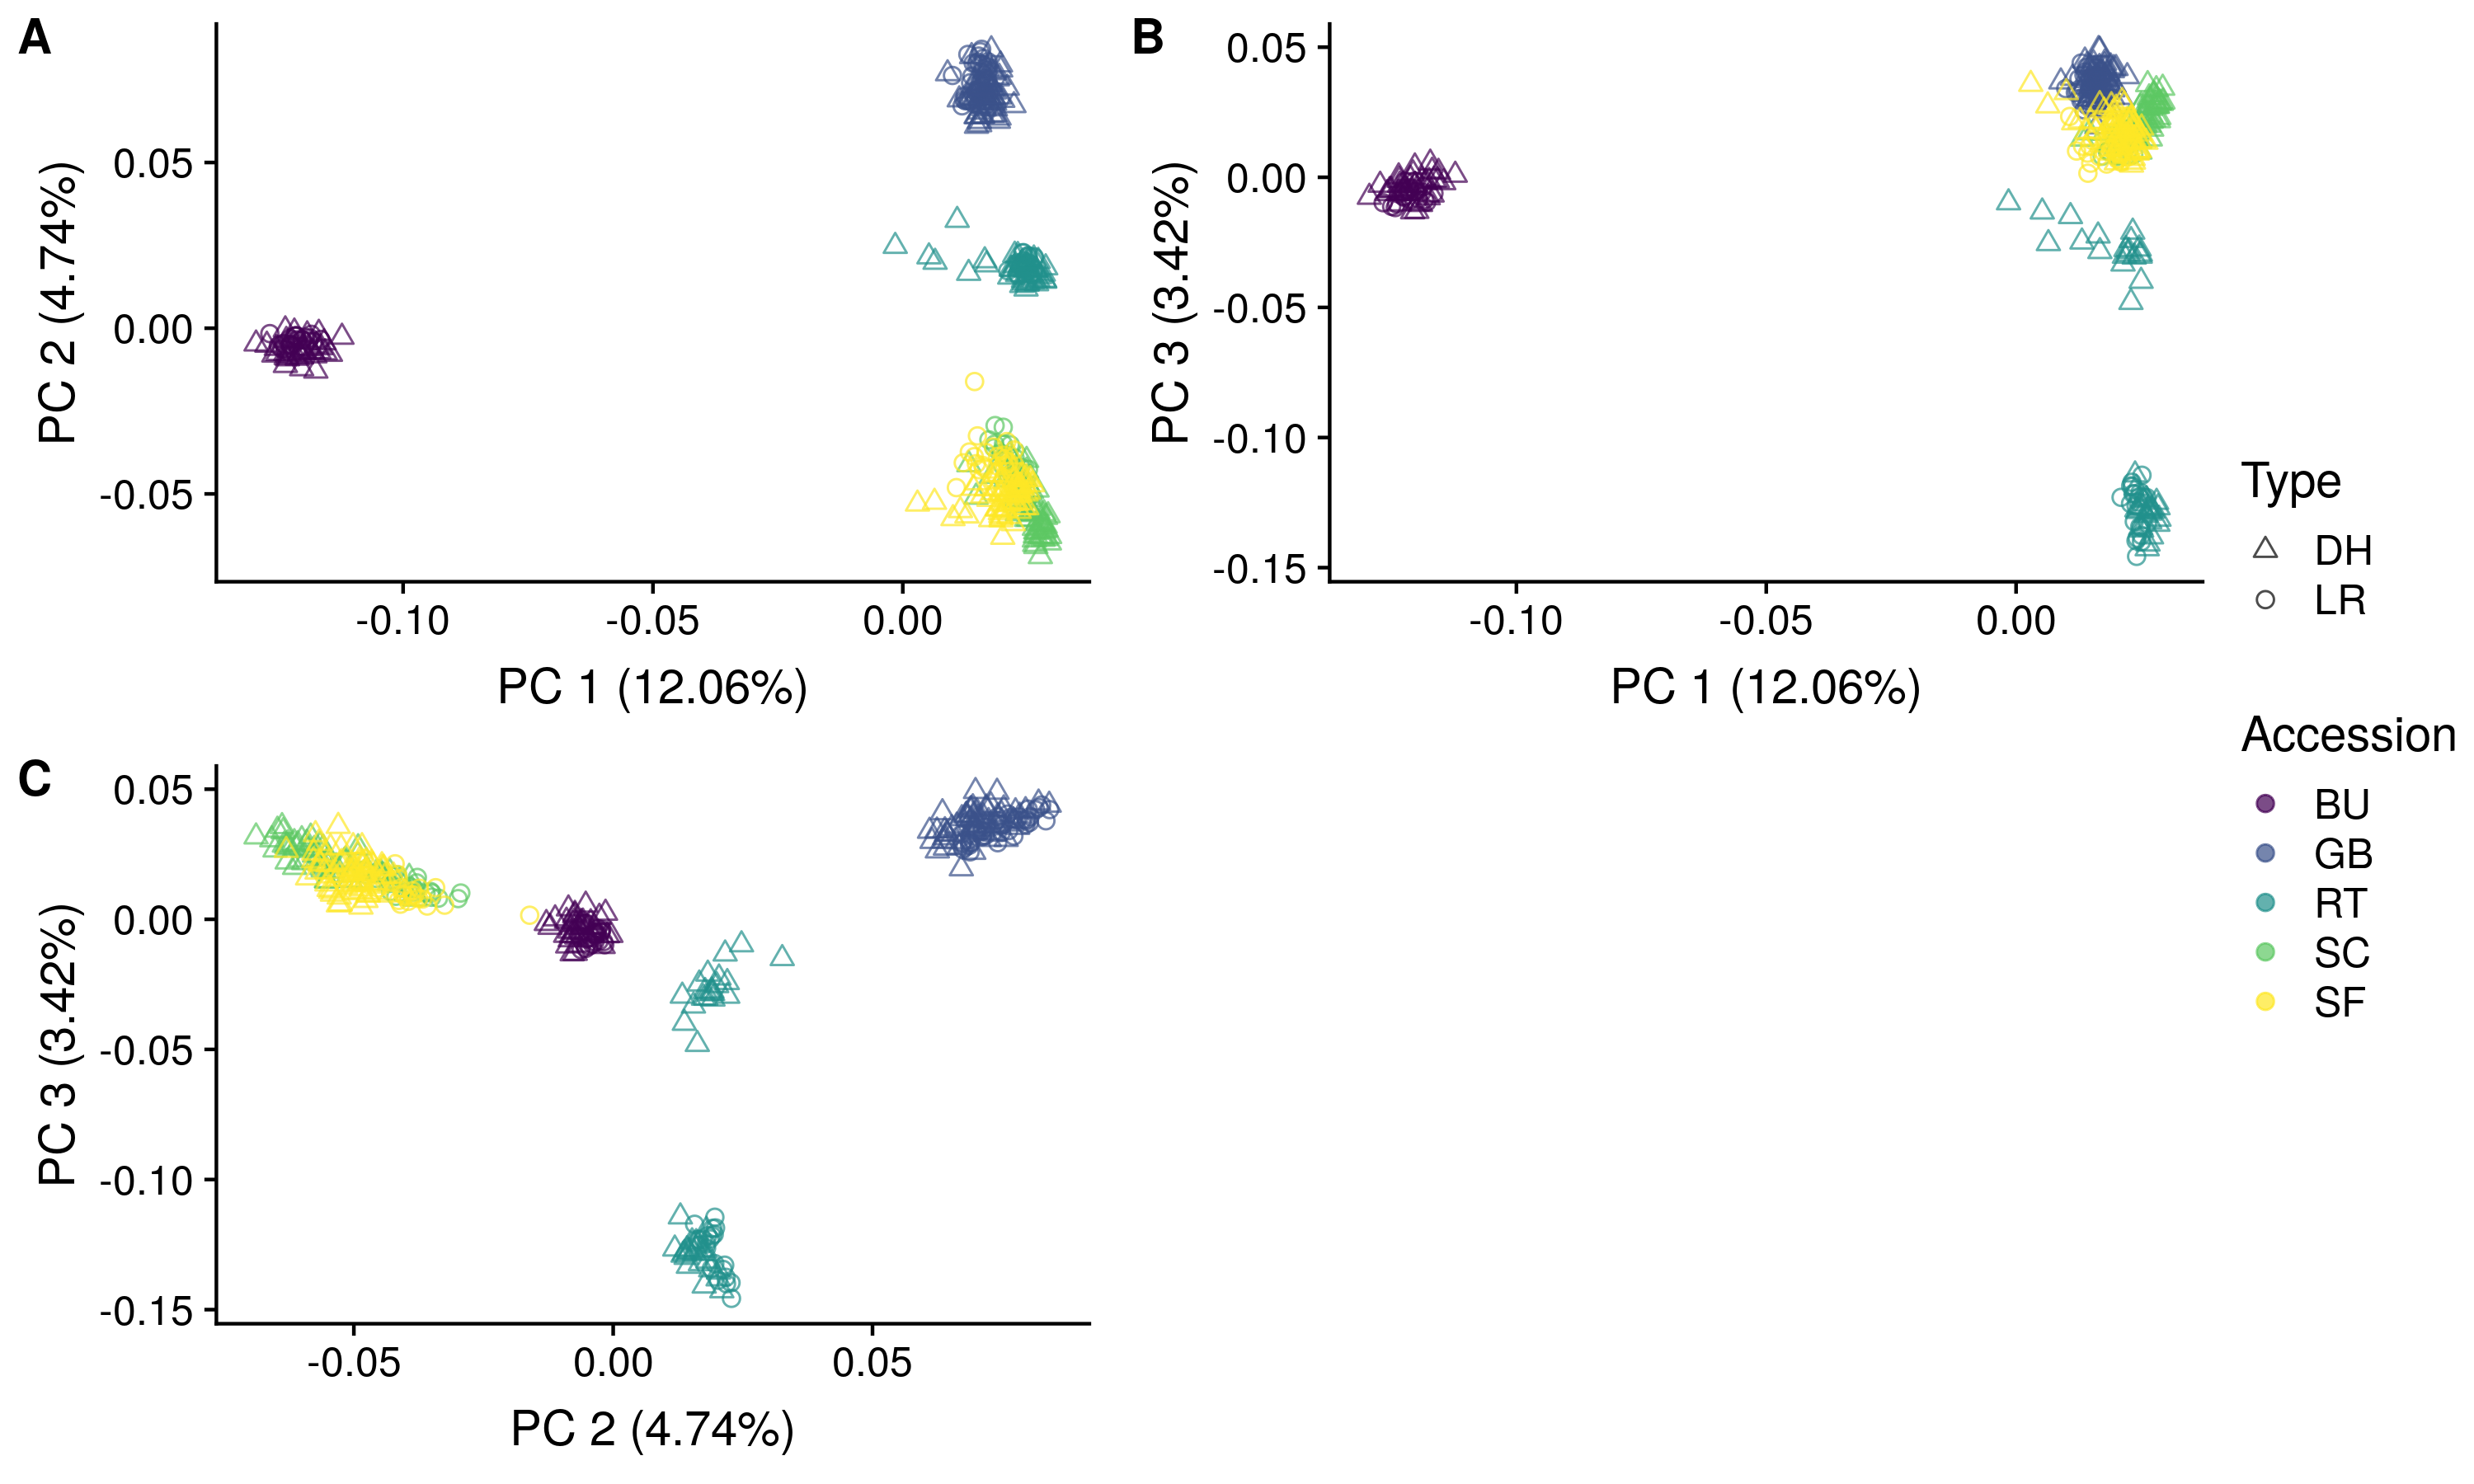 A
PC 2 (4.74%)
0.05
0.00
-0.05
-0.10
-0.05
0.00
PC 1 (12.06%)
B
PC 3 (3.42%)
0.05
0.00
-0.05
-0.10
-0.15
-0.10
-0.05
0.00
PC 1 (12.06%)
C
PC 3 (3.42%)
0.05
0.00
-0.05
-0.10
-0.15
-0.05
0.00
0.05
PC 2 (4.74%)
Type
DH
LR
Accession
BU
GB
RT
SC
SF